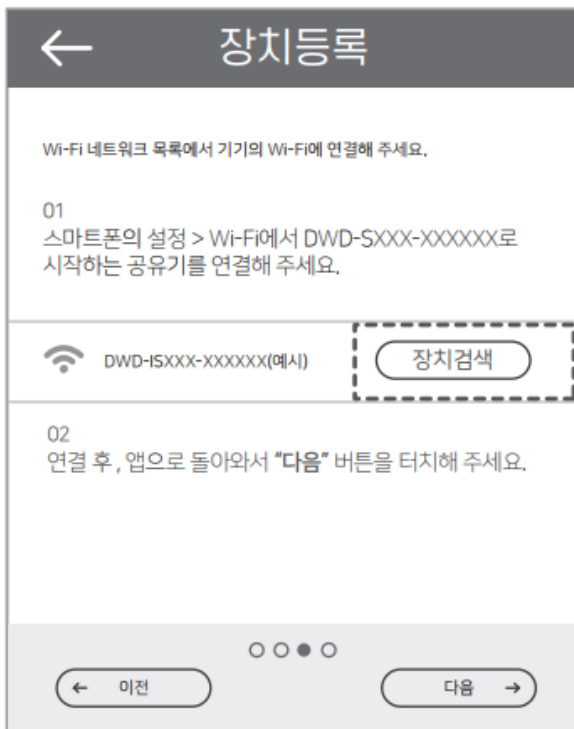 ← 장치등록
Wi-Fi 네트워크 목록에서 기기의 Wi-Fi에 연결해 주세요.
01
스마트폰의 설정 > Wi-Fi에서 DWD-SXXX-XXXXXX로
시작하는 공유기를 연결해 주세요.
DWD-ISXXX-XXXXXX(예시) 장치검색
02
연결 후 , 앱으로 돌아와서 "다음" 버튼을 터치해 주세요.
← 이전 다음 →